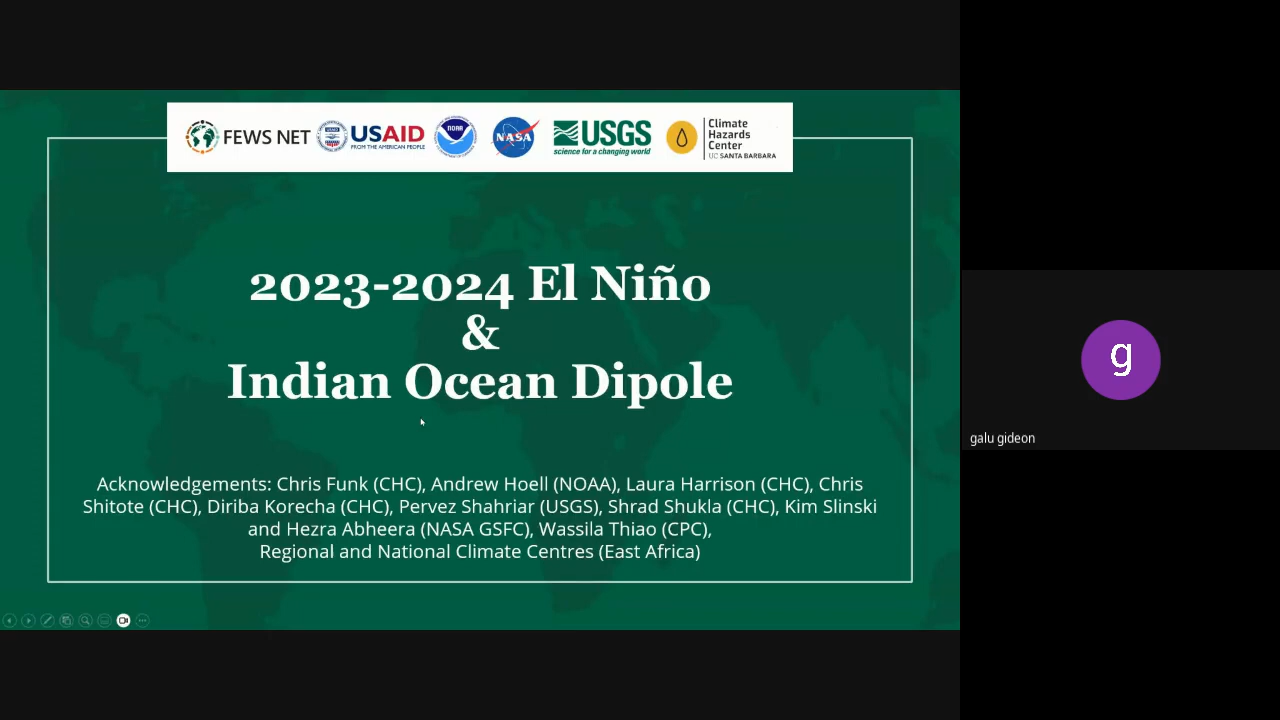 FEWS NET
USAID
FROM THE AMERICAN PEOPLE
NOAA
NASA
USGS
science for a changing world
Climate
Hazards
Center
UC SANTA BARBARA
2023-2024 El Niño
&
Indian Ocean Dipole
Acknowledgements: Chris Funk (CHC), Andrew Hoell (NOAA), Laura Harrison (CHC), Chris
Shitote (CHC), Diriba Korecha (CHC), Pervez Shahriar (USGS), Shrad Shukla (CHC), Kim Slinski
and Hezra Abheera (NASA GSFC), Wassila Thiao (CPC),
Regional and National Climate Centres (East Africa)
g
galu gideon